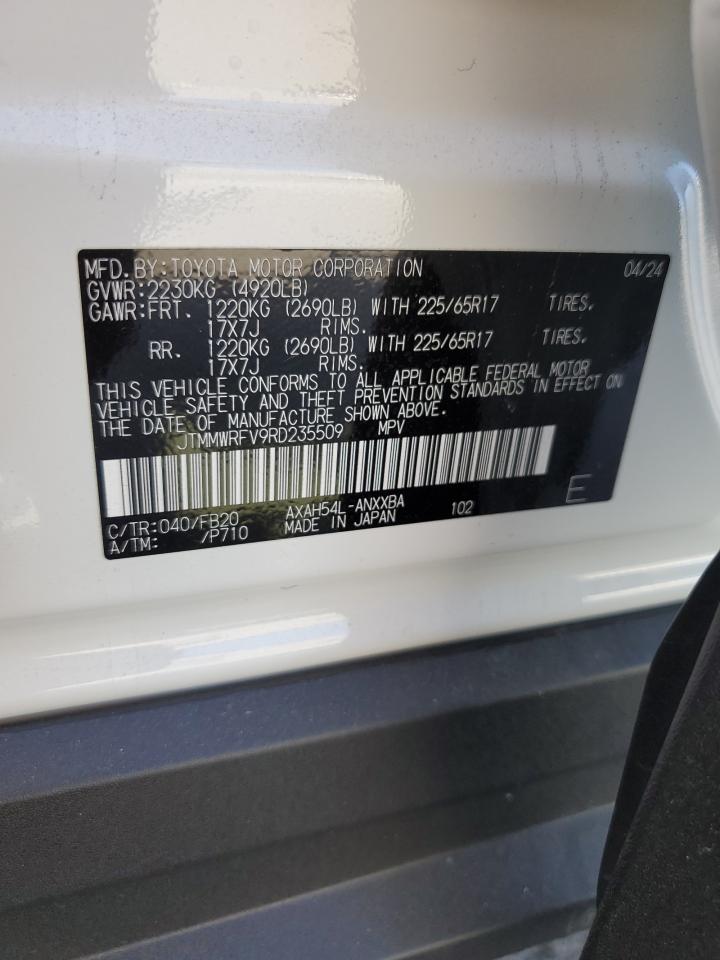 MFD.BY:TOYOTA MOTOR CORPORATION 04/24
GVWR:2230KG (4920LB)
GAWR:FRT. 1220KG (2690LB) WITH 225/65R17 TIRES.
17X7J RIMS.
RR. 1220KG (2690LB) WITH 225/65R17 TIRES.
17X7J RIMS.
THIS VEHICLE CONFORMS TO ALL APPLICABLE FEDERAL MOTOR
VEHICLE SAFETY AND THEFT PREVENTION STANDARDS IN EFFECT ON
THE DATE OF MANUFACTURE SHOWN ABOVE.
JTMMWRFV9RD235509 MPV
E
C/TR:040/FB20 AXAH54L-ANXXBA 102
A/TM: /P710 MADE IN JAPAN